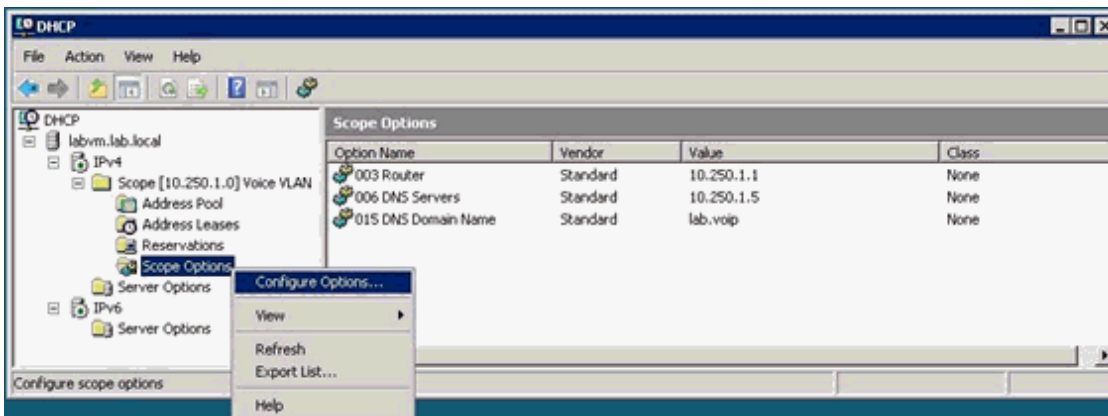 DHCP
File Action View Help
DHCP
labvm.lab.local
IPv4
Scope [10.250.1.0] Voice VLAN
Address Pool
Address Leases
Reservations
Scope Options
Server Options
IPv6
Server Options
Scope Options
Option Name Vendor Value Class
003 Router Standard 10.250.1.1 None
006 DNS Servers Standard 10.250.1.5 None
015 DNS Domain Name Standard lab.voip None
Configure Options...
View
Refresh
Export List...
Help
Configure scope options